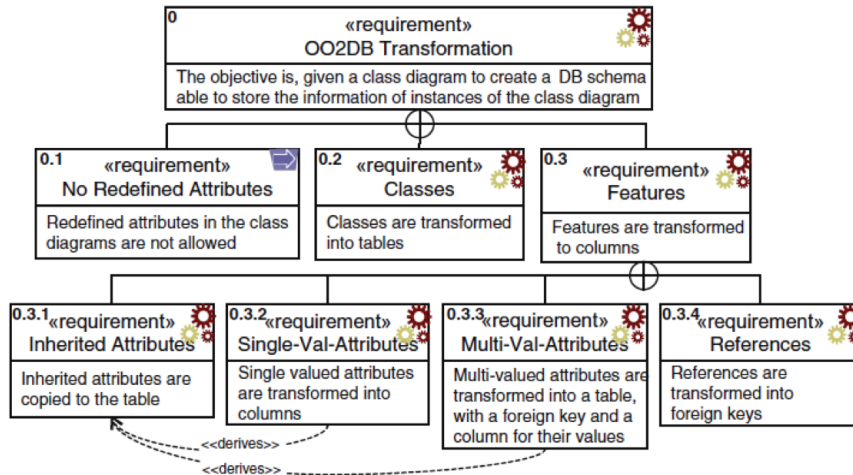 0
«requirement»
OO2DB Transformation
The objective is, given a class diagram to create a DB schema
able to store the information of instances of the class diagram
0.1
«requirement»
No Redefined Attributes
Redefined attributes in the class
diagrams are not allowed
0.2
«requirement»
Classes
Classes are transformed
into tables
0.3
«requirement»
Features
Features are transformed
to columns
0.3.1
«requirement»
Inherited Attributes
Inherited attributes are
copied to the table
0.3.2
«requirement»
Single-Val-Attributes
Single valued attributes
are transformed into
columns
0.3.3
«requirement»
Multi-Val-Attributes
Multi-valued attributes are
transformed into a table,
with a foreign key and a
column for their values
0.3.4
«requirement»
References
References are
transformed into
foreign keys
<<derives>>
<<derives>>